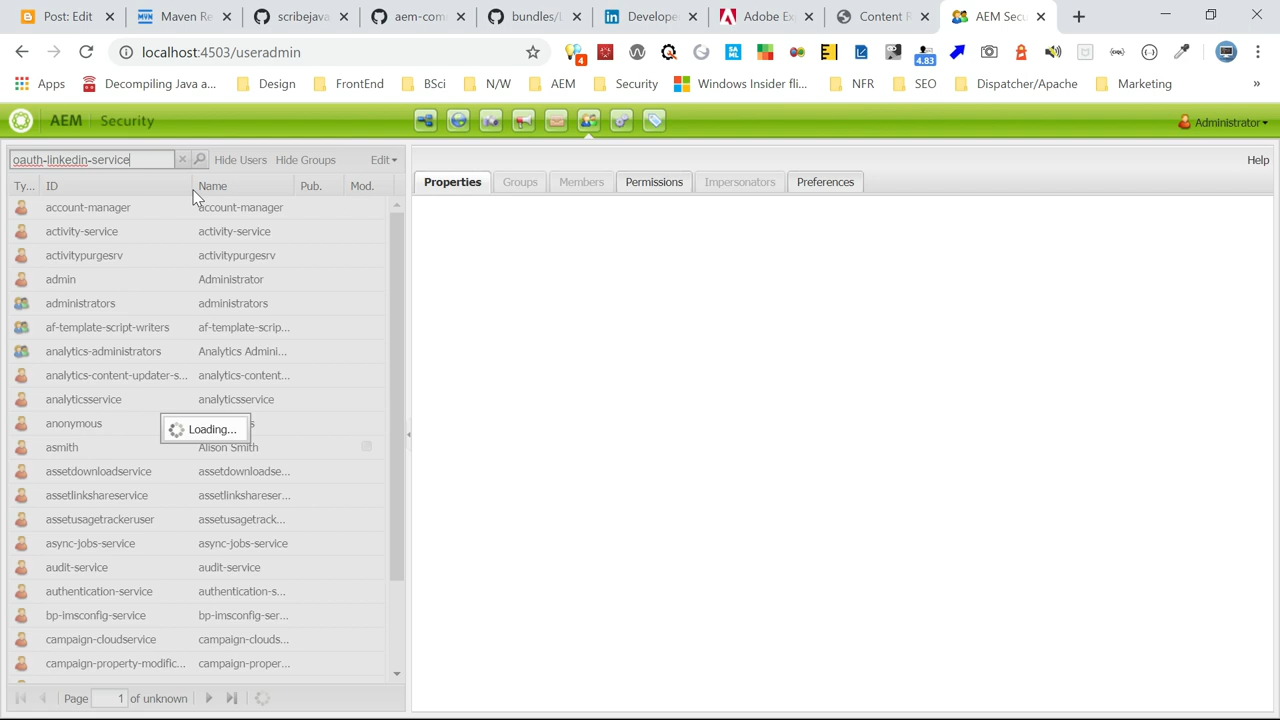 Post: Edit
Maven Re
scribejava
aem-com
bundles/L
Develope
Adobe Ex
Content R
AEM Secu
localhost:4503/useradmin
4
SA
ML
4.83
Apps
Decompiling Java a...
Design
FrontEnd
BSci
N/W
AEM
Security
Windows Insider fli...
NFR
SEO
Dispatcher/Apache
Marketing
»
AEM Security
Administrator
oauth-linkedin-service
Hide Users
Hide Groups
Edit
Help
Properties
Groups
Members
Permissions
Impersonators
Preferences
Ty... ID Name Pub. Mod.
account-manager account-manager
activity-service activity-service
activitypurgesrv activitypurgesrv
admin Administrator
administrators administrators
af-template-script-writers af-template-scrip...
analytics-administrators Analytics Admini...
analytics-content-updater-s... analytics-content...
analyticsservice analyticsservice
anonymous
Loading...
asmith Alison Smith
assetdownloadservice assetdownloadse...
assetlinkshareservice assetlinkshareser...
assetusagetrackeruser assetusagetrack...
async-jobs-service async-jobs-service
audit-service audit-service
authentication-service authentication-s...
bp-imsconfig-service bp-imsconfig-ser...
campaign-cloudservice campaign-clouds...
campaign-property-modific... campaign-proper...
Page 1 of unknown